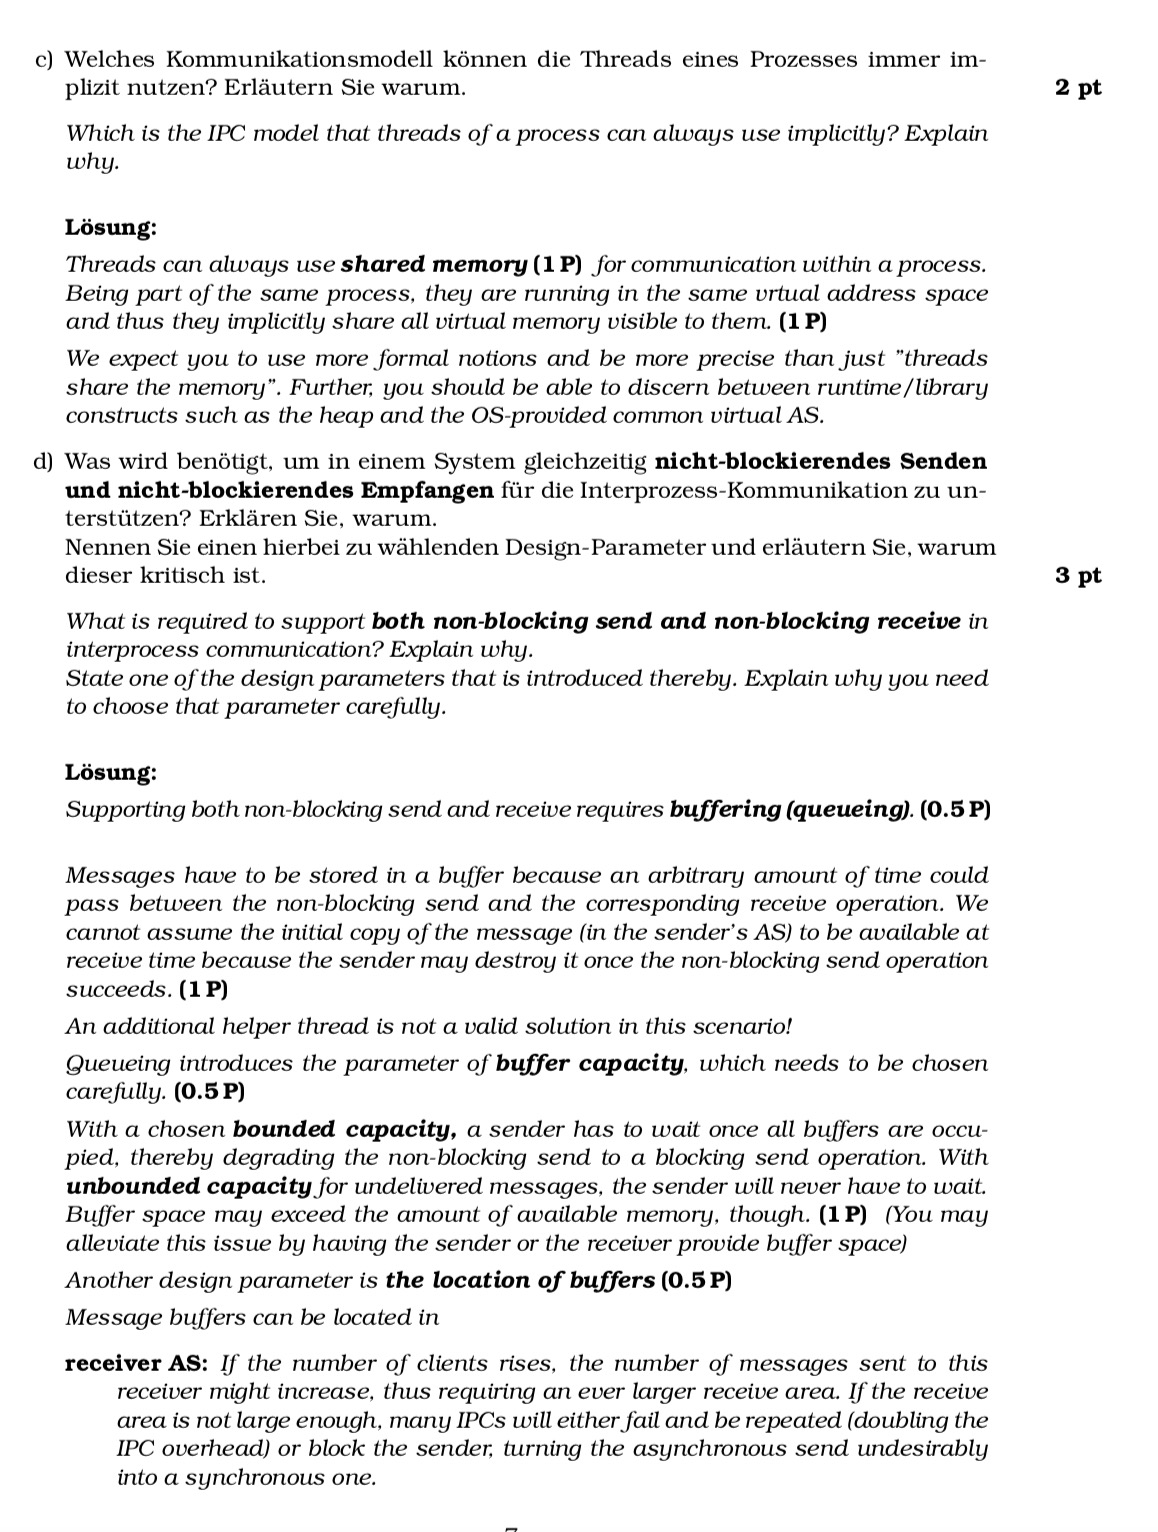 c) Welches Kommunikationsmodell können die Threads eines Prozesses immer im-
plizit nutzen? Erläutern Sie warum. 2 pt
Which is the IPC model that threads of a process can always use implicitly? Explain
why.
Lösung:
Threads can always use shared memory (1 P) for communication within a process.
Being part of the same process, they are running in the same vrtual address space
and thus they implicitly share all virtual memory visible to them. (1 P)
We expect you to use more formal notions and be more precise than just ”threads
share the memory”. Further, you should be able to discern between runtime/library
constructs such as the heap and the OS-provided common virtual AS.
d) Was wird benötigt, um in einem System gleichzeitig nicht-blockierendes Senden
und nicht-blockierendes Empfangen für die Interprozess-Kommunikation zu un-
terstützen? Erklären Sie, warum.
Nennen Sie einen hierbei zu wählenden Design-Parameter und erläutern Sie, warum
dieser kritisch ist. 3 pt
What is required to support both non-blocking send and non-blocking receive in
interprocess communication? Explain why.
State one of the design parameters that is introduced thereby. Explain why you need
to choose that parameter carefully.
Lösung:
Supporting both non-blocking send and receive requires buffering (queueing). (0.5 P)
Messages have to be stored in a buffer because an arbitrary amount of time could
pass between the non-blocking send and the corresponding receive operation. We
cannot assume the initial copy of the message (in the sender’s AS) to be available at
receive time because the sender may destroy it once the non-blocking send operation
succeeds. (1 P)
An additional helper thread is not a valid solution in this scenario!
Queueing introduces the parameter of buffer capacity, which needs to be chosen
carefully. (0.5 P)
With a chosen bounded capacity, a sender has to wait once all buffers are occu-
pied, thereby degrading the non-blocking send to a blocking send operation. With
unbounded capacity for undelivered messages, the sender will never have to wait.
Buffer space may exceed the amount of available memory, though. (1 P) (You may
alleviate this issue by having the sender or the receiver provide buffer space)
Another design parameter is the location of buffers (0.5 P)
Message buffers can be located in
receiver AS: If the number of clients rises, the number of messages sent to this
receiver might increase, thus requiring an ever larger receive area. If the receive
area is not large enough, many IPCs will either fail and be repeated (doubling the
IPC overhead) or block the sender, turning the asynchronous send undesirably
into a synchronous one.